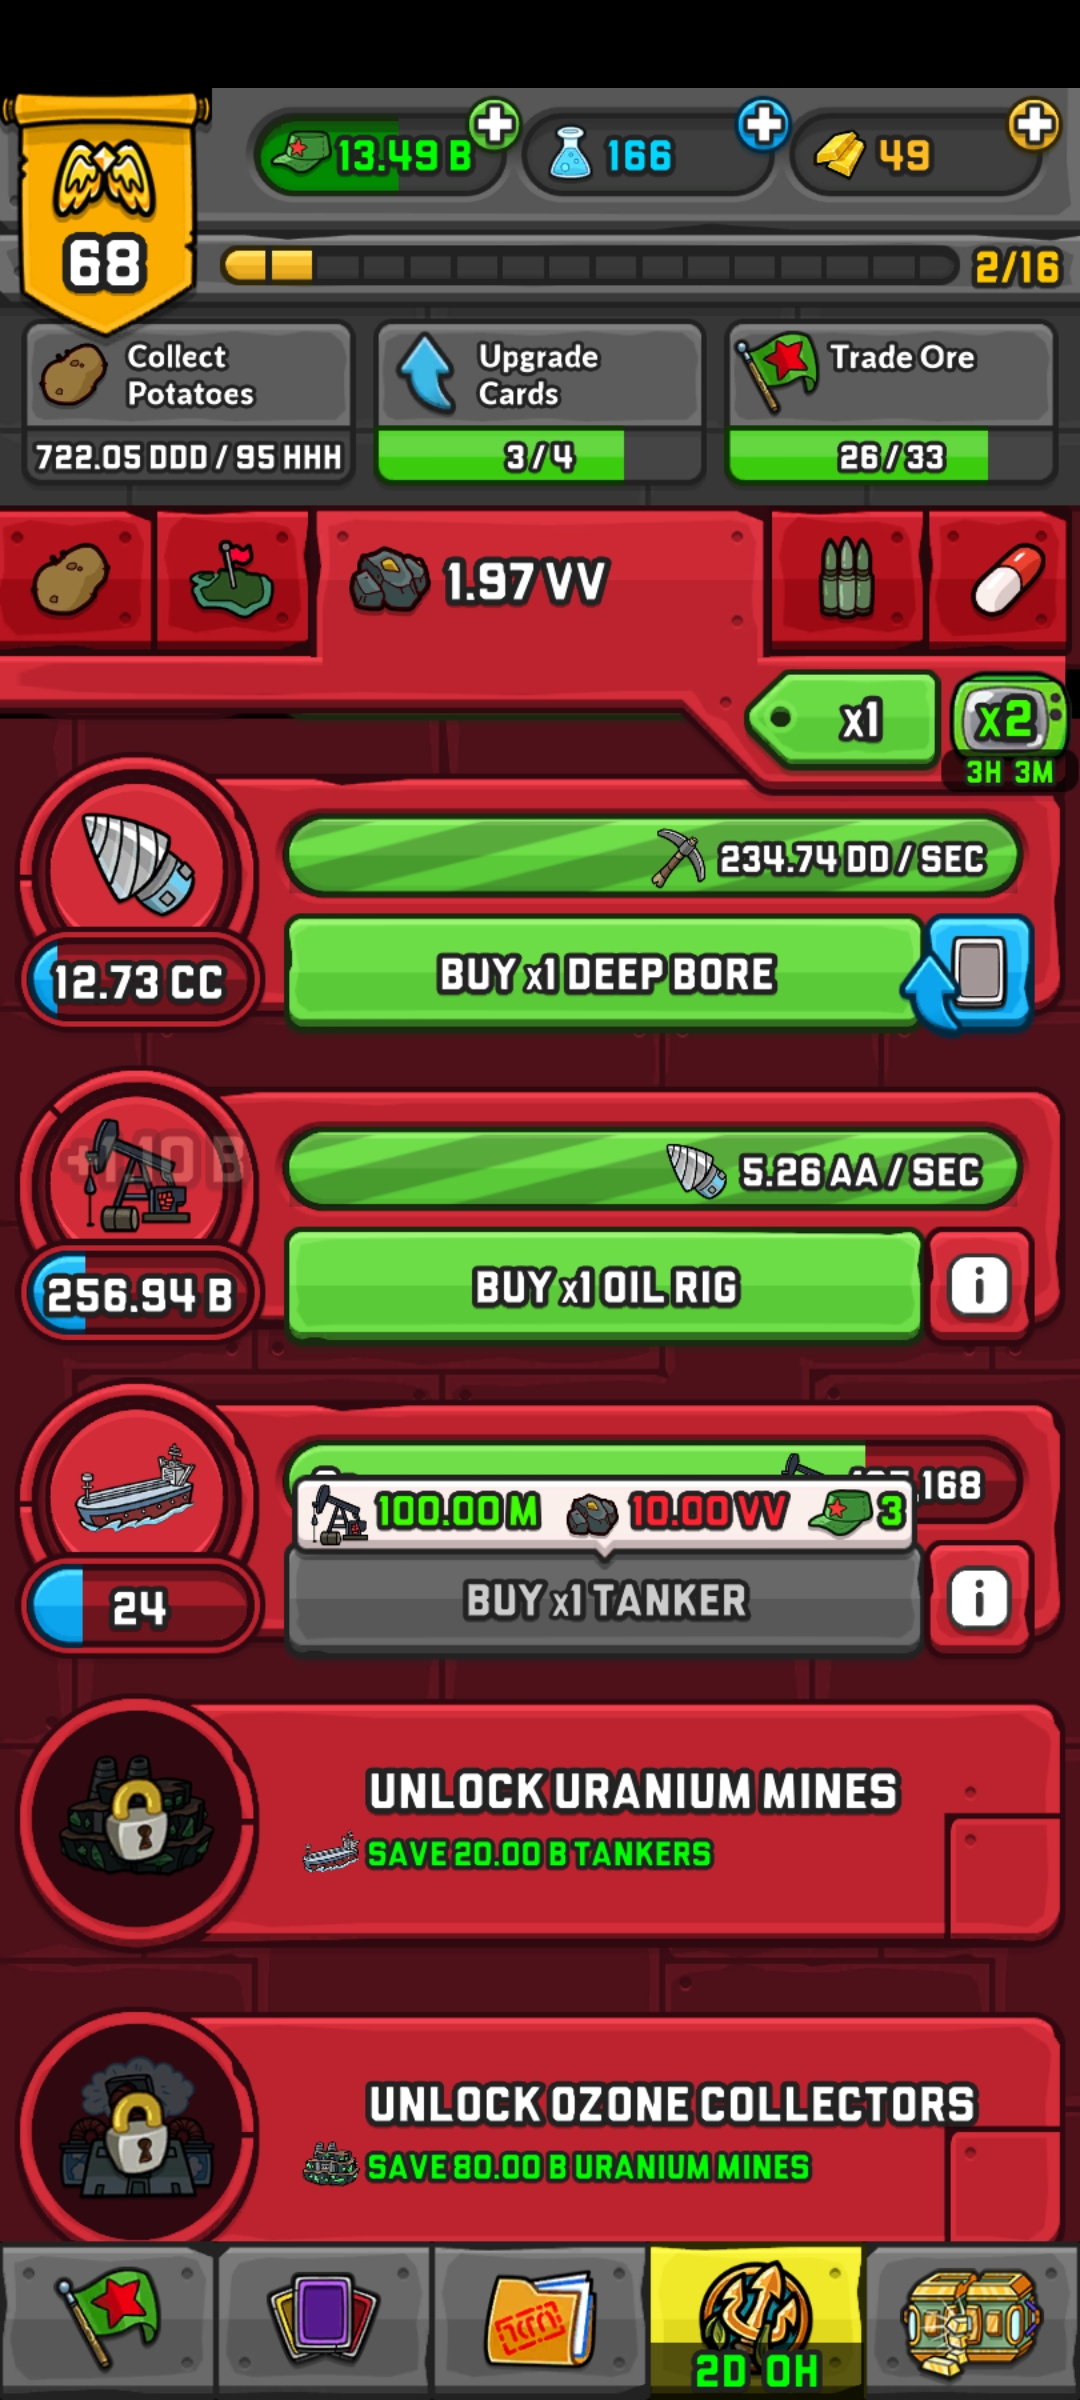 13.49 B
166
49
68
2/16
Collect
Potatoes
722.05 DDD / 95 HHH
Upgrade
Cards
3/4
Trade Ore
26/33
1.97 VV
x1
x2
3H 3M
234.74 DD / SEC
12.73 CC
BUY x1 DEEP BORE
5.26 AA / SEC
256.94 B
BUY x1 OIL RIG
i
,168
100.00 M
10.00 VV
3
24
BUY x1 TANKER
i
UNLOCK URANIUM MINES
SAVE 20.00 B TANKERS
UNLOCK OZONE COLLECTORS
SAVE 80.00 B URANIUM MINES
2D 0H